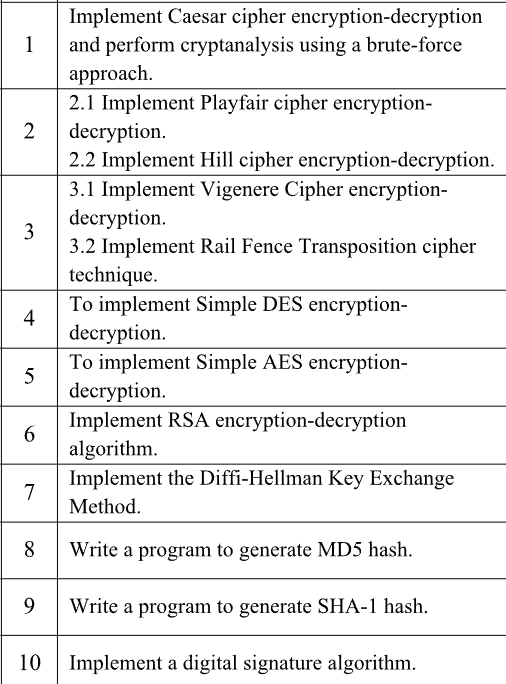 1
Implement Caesar cipher encryption-decryption
and perform cryptanalysis using a brute-force
approach.
2
2.1 Implement Playfair cipher encryption-
decryption.
2.2 Implement Hill cipher encryption-decryption.
3
3.1 Implement Vigenere Cipher encryption-
decryption.
3.2 Implement Rail Fence Transposition cipher
technique.
4
To implement Simple DES encryption-
decryption.
5
To implement Simple AES encryption-
decryption.
6
Implement RSA encryption-decryption
algorithm.
7
Implement the Diffi-Hellman Key Exchange
Method.
8
Write a program to generate MD5 hash.
9
Write a program to generate SHA-1 hash.
10
Implement a digital signature algorithm.